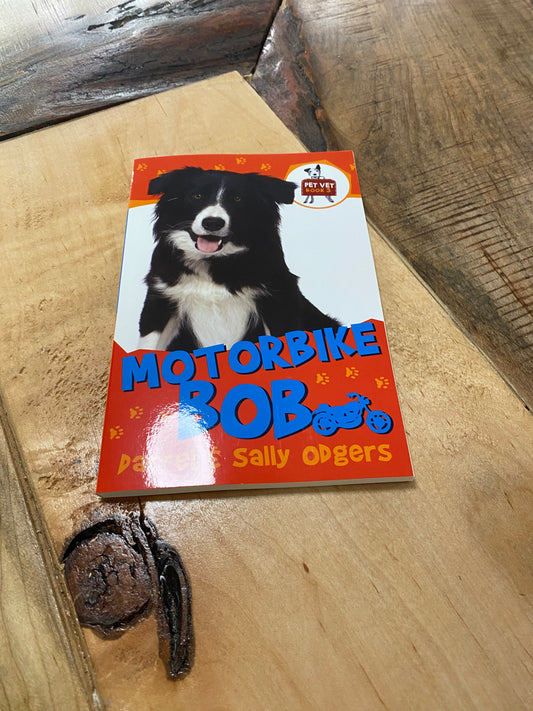 PET VET
BOOK 3
MOTORBIKE
BOB
Sally Odgers